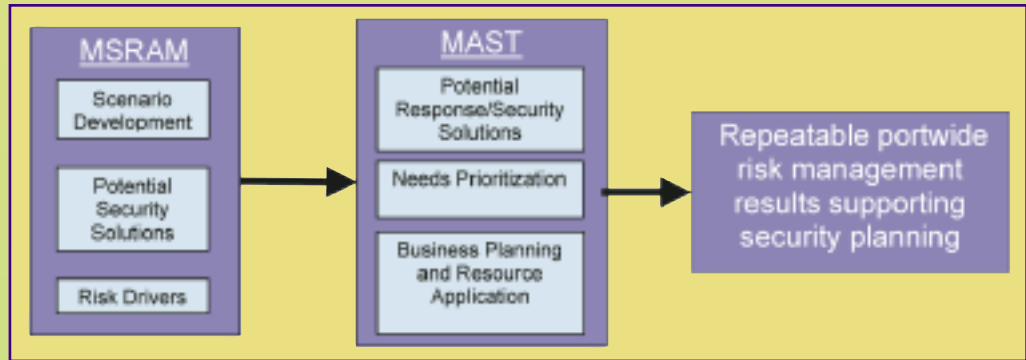 MSRAM
Scenario
Development
Potential
Security
Solutions
Risk Drivers
MAST
Potential
Response/Security
Solutions
Needs Prioritization
Business Planning
and Resource
Application
Repeatable portwide
risk management
results supporting
security planning